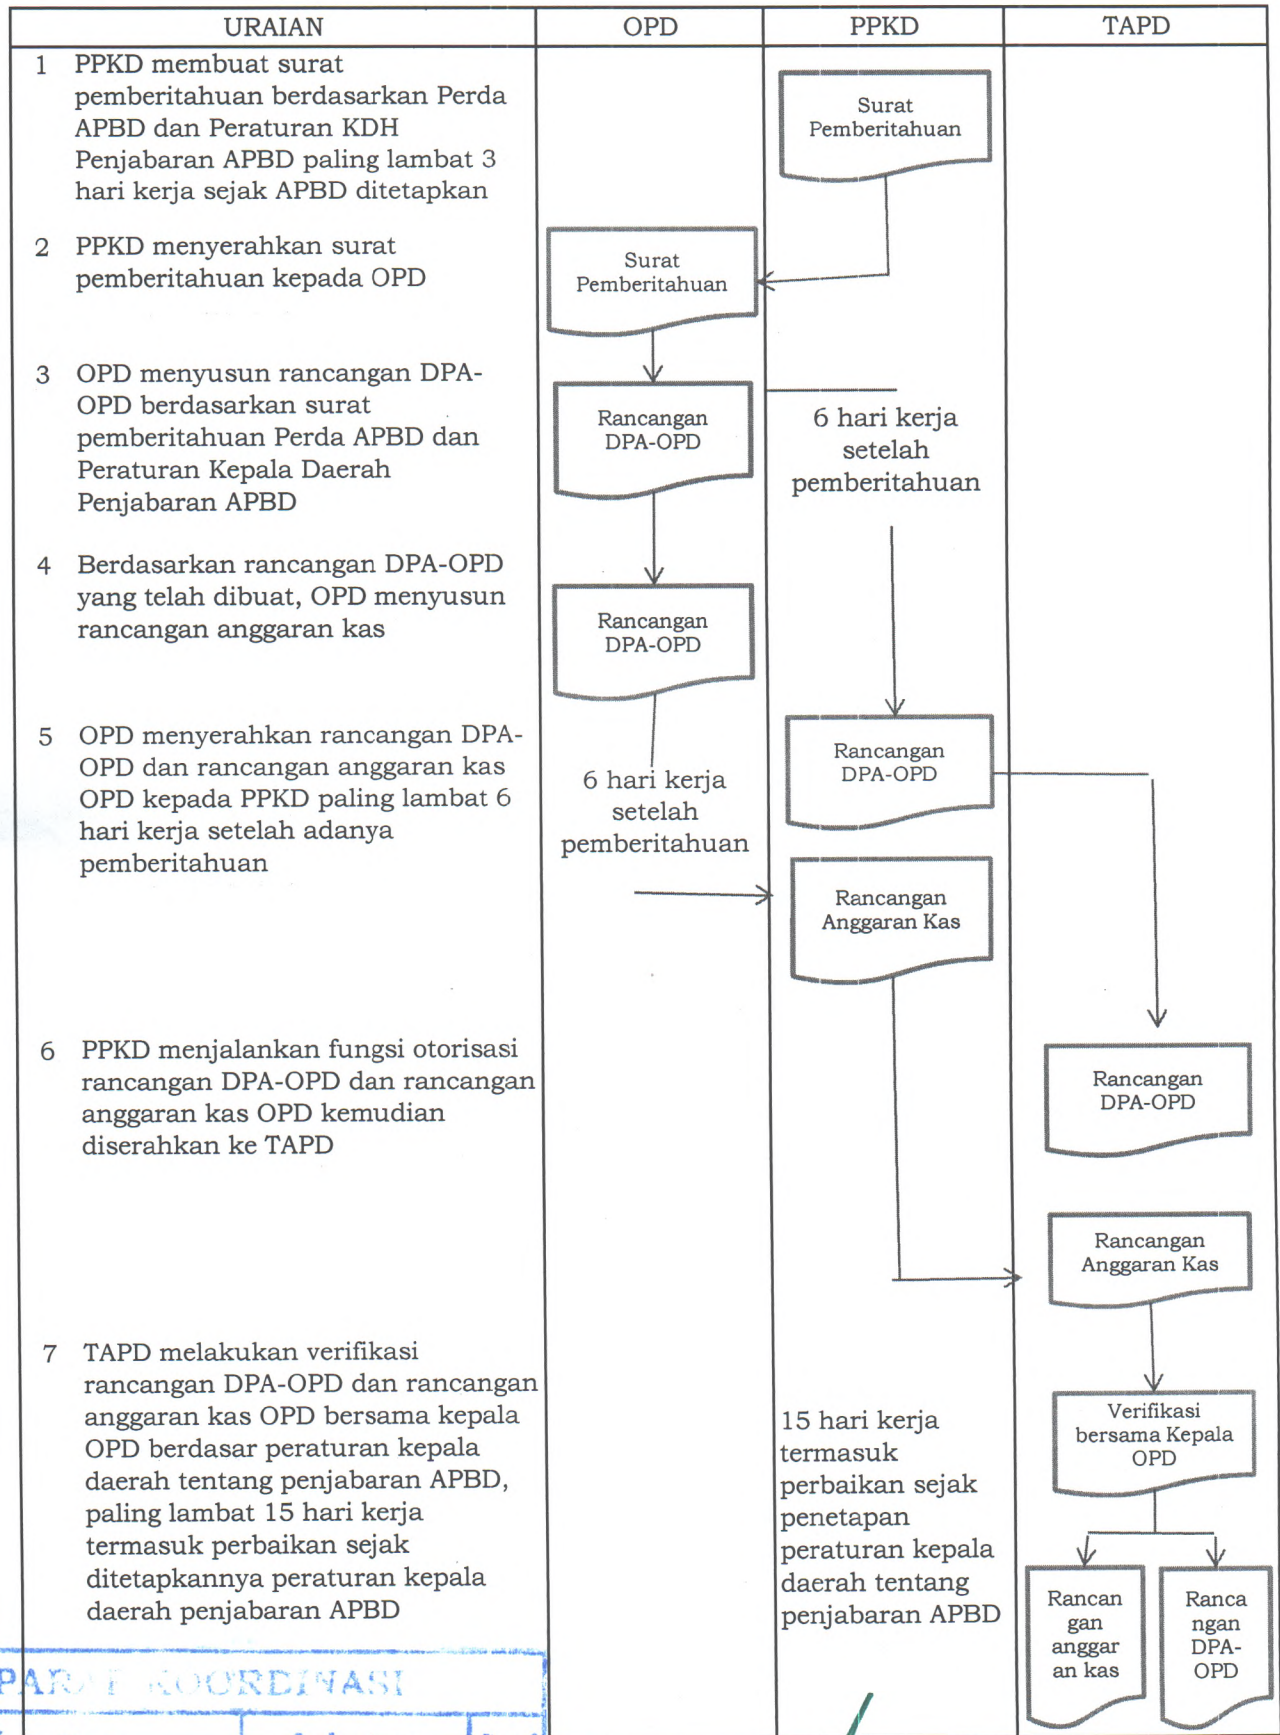 URAIAN
OPD
PPKD
TAPD
1 PPKD membuat surat
pemberitahuan berdasarkan Perda
APBD dan Peraturan KDH
Penjabaran APBD paling lambat 3
hari kerja sejak APBD ditetapkan
Surat
Pemberitahuan
2 PPKD menyerahkan surat
pemberitahuan kepada OPD
Surat
Pemberitahuan
3 OPD menyusun rancangan DPA-
OPD berdasarkan surat
pemberitahuan Perda APBD dan
Peraturan Kepala Daerah
Penjabaran APBD
Rancangan
DPA-OPD
6 hari kerja
setelah
pemberitahuan
4 Berdasarkan rancangan DPA-OPD
yang telah dibuat, OPD menyusun
rancangan anggaran kas
Rancangan
DPA-OPD
5 OPD menyerahkan rancangan DPA-
OPD dan rancangan anggaran kas
OPD kepada PPKD paling lambat 6
hari kerja setelah adanya
pemberitahuan
6 hari kerja
setelah
pemberitahuan
Rancangan
DPA-OPD
Rancangan
Anggaran Kas
6 PPKD menjalankan fungsi otorisasi
rancangan DPA-OPD dan rancangan
anggaran kas OPD kemudian
diserahkan ke TAPD
Rancangan
DPA-OPD
Rancangan
Anggaran Kas
7 TAPD melakukan verifikasi
rancangan DPA-OPD dan rancangan
anggaran kas OPD bersama kepala
OPD berdasar peraturan kepala
daerah tentang penjabaran APBD,
paling lambat 15 hari kerja
termasuk perbaikan sejak
ditetapkannya peraturan kepala
daerah penjabaran APBD
15 hari kerja
termasuk
perbaikan sejak
penetapan
peraturan kepala
daerah tentang
penjabaran APBD
Verifikasi
bersama Kepala
OPD
Rancan
gan
anggar
an kas
Ranca
ngan
DPA-
OPD
PARAF KOORDINASI